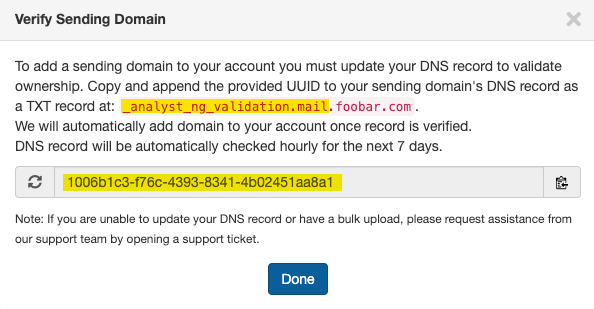 Verify Sending Domain
To add a sending domain to your account you must update your DNS record to validate
ownership. Copy and append the provided UUID to your sending domain's DNS record as
a TXT record at: _analyst_ng_validation.mail.foobar.com.
We will automatically add domain to your account once record is verified.
DNS record will be automatically checked hourly for the next 7 days.
1006b1c3-f76c-4393-8341-4b02451aa8a1
Note: If you are unable to update your DNS record or have a bulk upload, please request assistance from
our support team by opening a support ticket.
Done